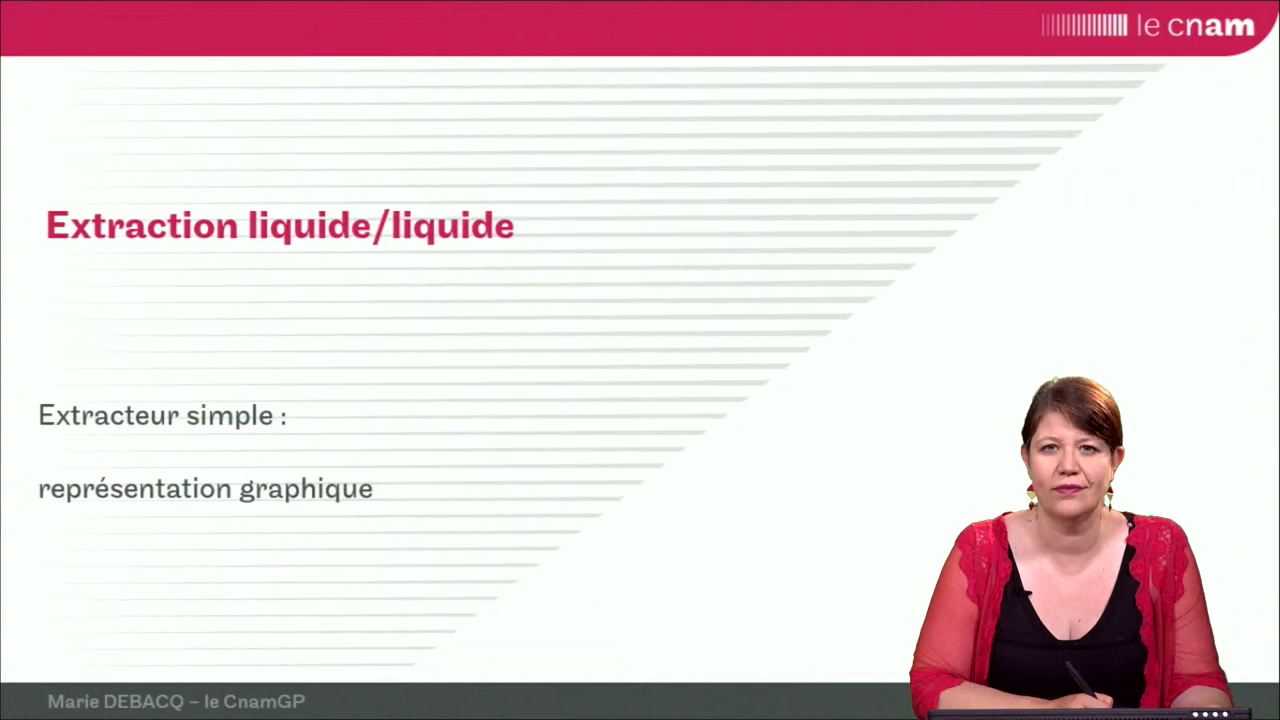 le cnam
Extraction liquide/liquide
Extracteur simple :
représentation graphique
Marie DEBACQ – le CnamGP